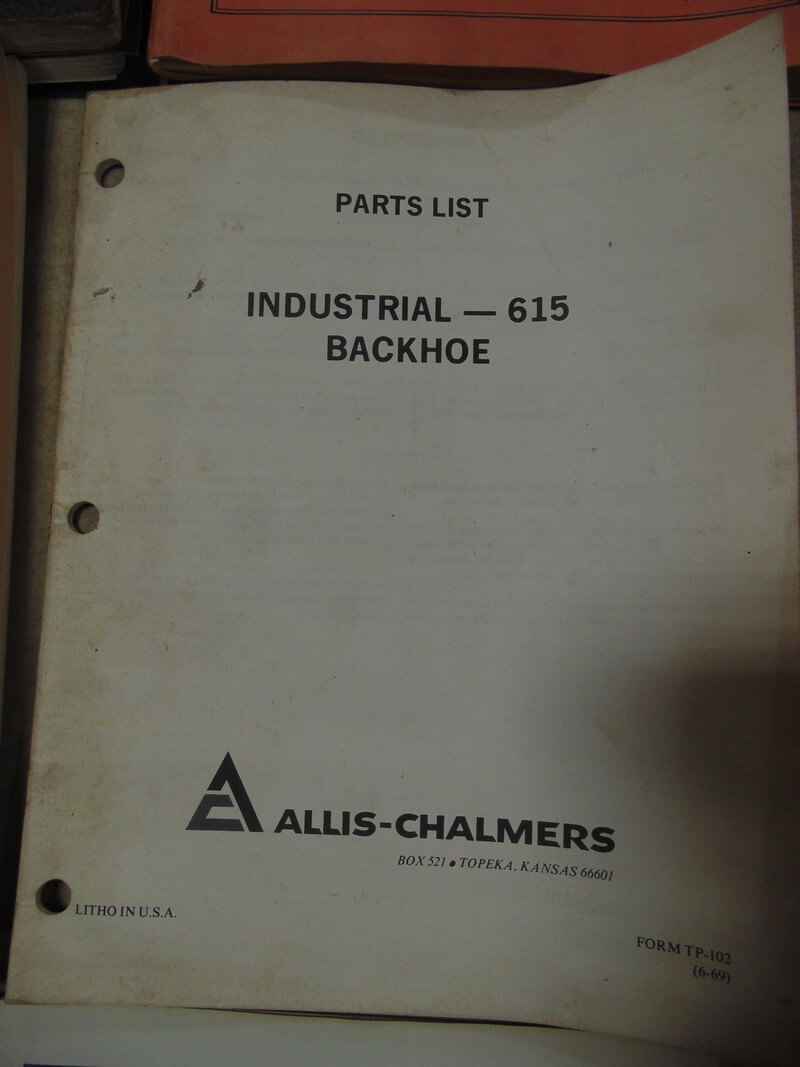 PARTS LIST
INDUSTRIAL — 615
BACKHOE
ALLIS-CHALMERS
BOX 521 ● TOPEKA, KANSAS 66601
LITHO IN U.S.A.
FORM TP-102
(6-69)